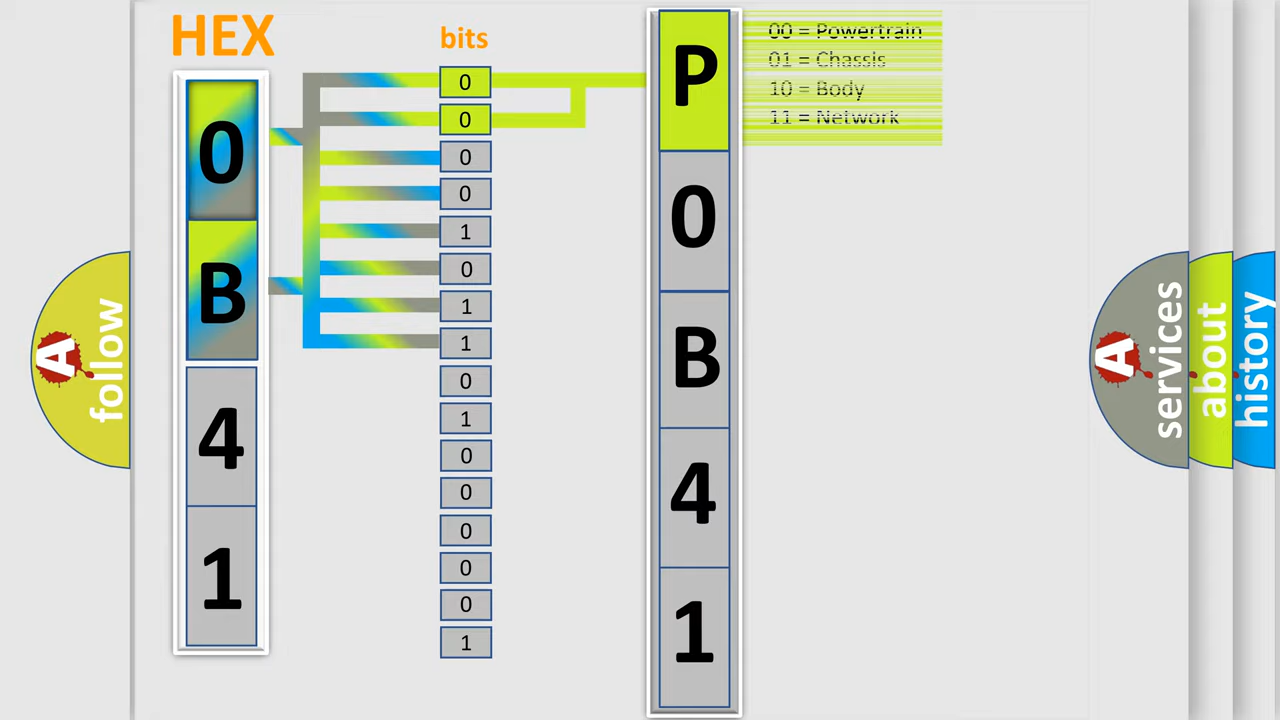 HEX
bits
0
B
4
1
0
0
0
0
1
0
1
1
0
1
0
0
0
0
0
1
P
0
B
4
1
00 = Powertrain
01 = Chassis
10 = Body
11 = Network
A
follow
A
services
about
history